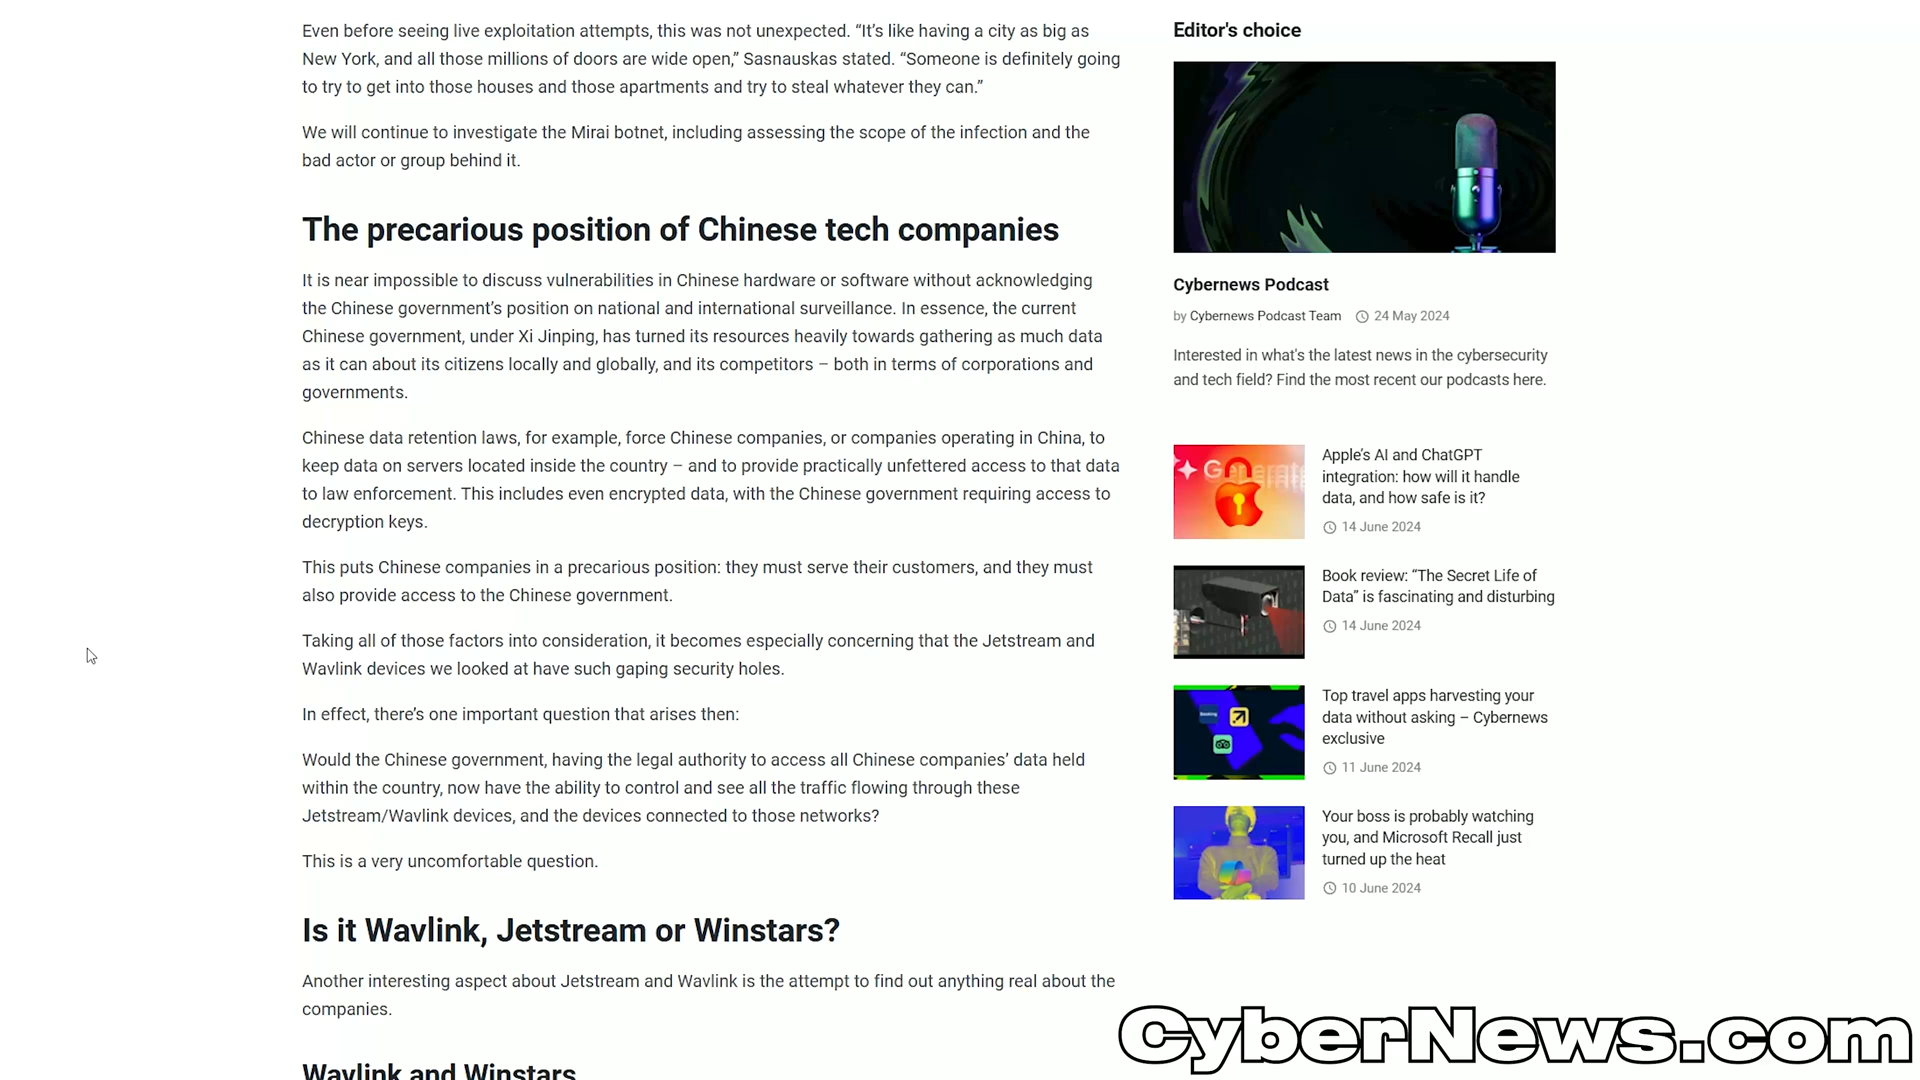 Even before seeing live exploitation attempts, this was not unexpected. “It’s like having a city as big as
New York, and all those millions of doors are wide open,” Sasnauskas stated. “Someone is definitely going
to try to get into those houses and those apartments and try to steal whatever they can.”
We will continue to investigate the Mirai botnet, including assessing the scope of the infection and the
bad actor or group behind it.
The precarious position of Chinese tech companies
It is near impossible to discuss vulnerabilities in Chinese hardware or software without acknowledging
the Chinese government’s position on national and international surveillance. In essence, the current
Chinese government, under Xi Jinping, has turned its resources heavily towards gathering as much data
as it can about its citizens locally and globally, and its competitors – both in terms of corporations and
governments.
Chinese data retention laws, for example, force Chinese companies, or companies operating in China, to
keep data on servers located inside the country – and to provide practically unfettered access to that data
to law enforcement. This includes even encrypted data, with the Chinese government requiring access to
decryption keys.
This puts Chinese companies in a precarious position: they must serve their customers, and they must
also provide access to the Chinese government.
Taking all of those factors into consideration, it becomes especially concerning that the Jetstream and
Wavlink devices we looked at have such gaping security holes.
In effect, there’s one important question that arises then:
Would the Chinese government, having the legal authority to access all Chinese companies’ data held
within the country, now have the ability to control and see all the traffic flowing through these
Jetstream/Wavlink devices, and the devices connected to those networks?
This is a very uncomfortable question.
Is it Wavlink, Jetstream or Winstars?
Another interesting aspect about Jetstream and Wavlink is the attempt to find out anything real about the
companies.
Wavlink and Winstars
Editor's choice
Cybernews Podcast
by Cybernews Podcast Team 24 May 2024
Interested in what's the latest news in the cybersecurity
and tech field? Find the most recent our podcasts here.
Generate
Apple’s AI and ChatGPT
integration: how will it handle
data, and how safe is it?
14 June 2024
Book review: “The Secret Life of
Data” is fascinating and disturbing
14 June 2024
Booking
Top travel apps harvesting your
data without asking – Cybernews
exclusive
11 June 2024
Your boss is probably watching
you, and Microsoft Recall just
turned up the heat
10 June 2024
CyberNews.com